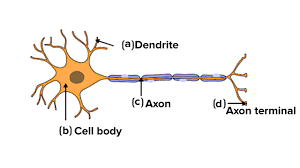 (a) Dendrite
(c) Axon
(d)
Axon terminal
(b) Cell body